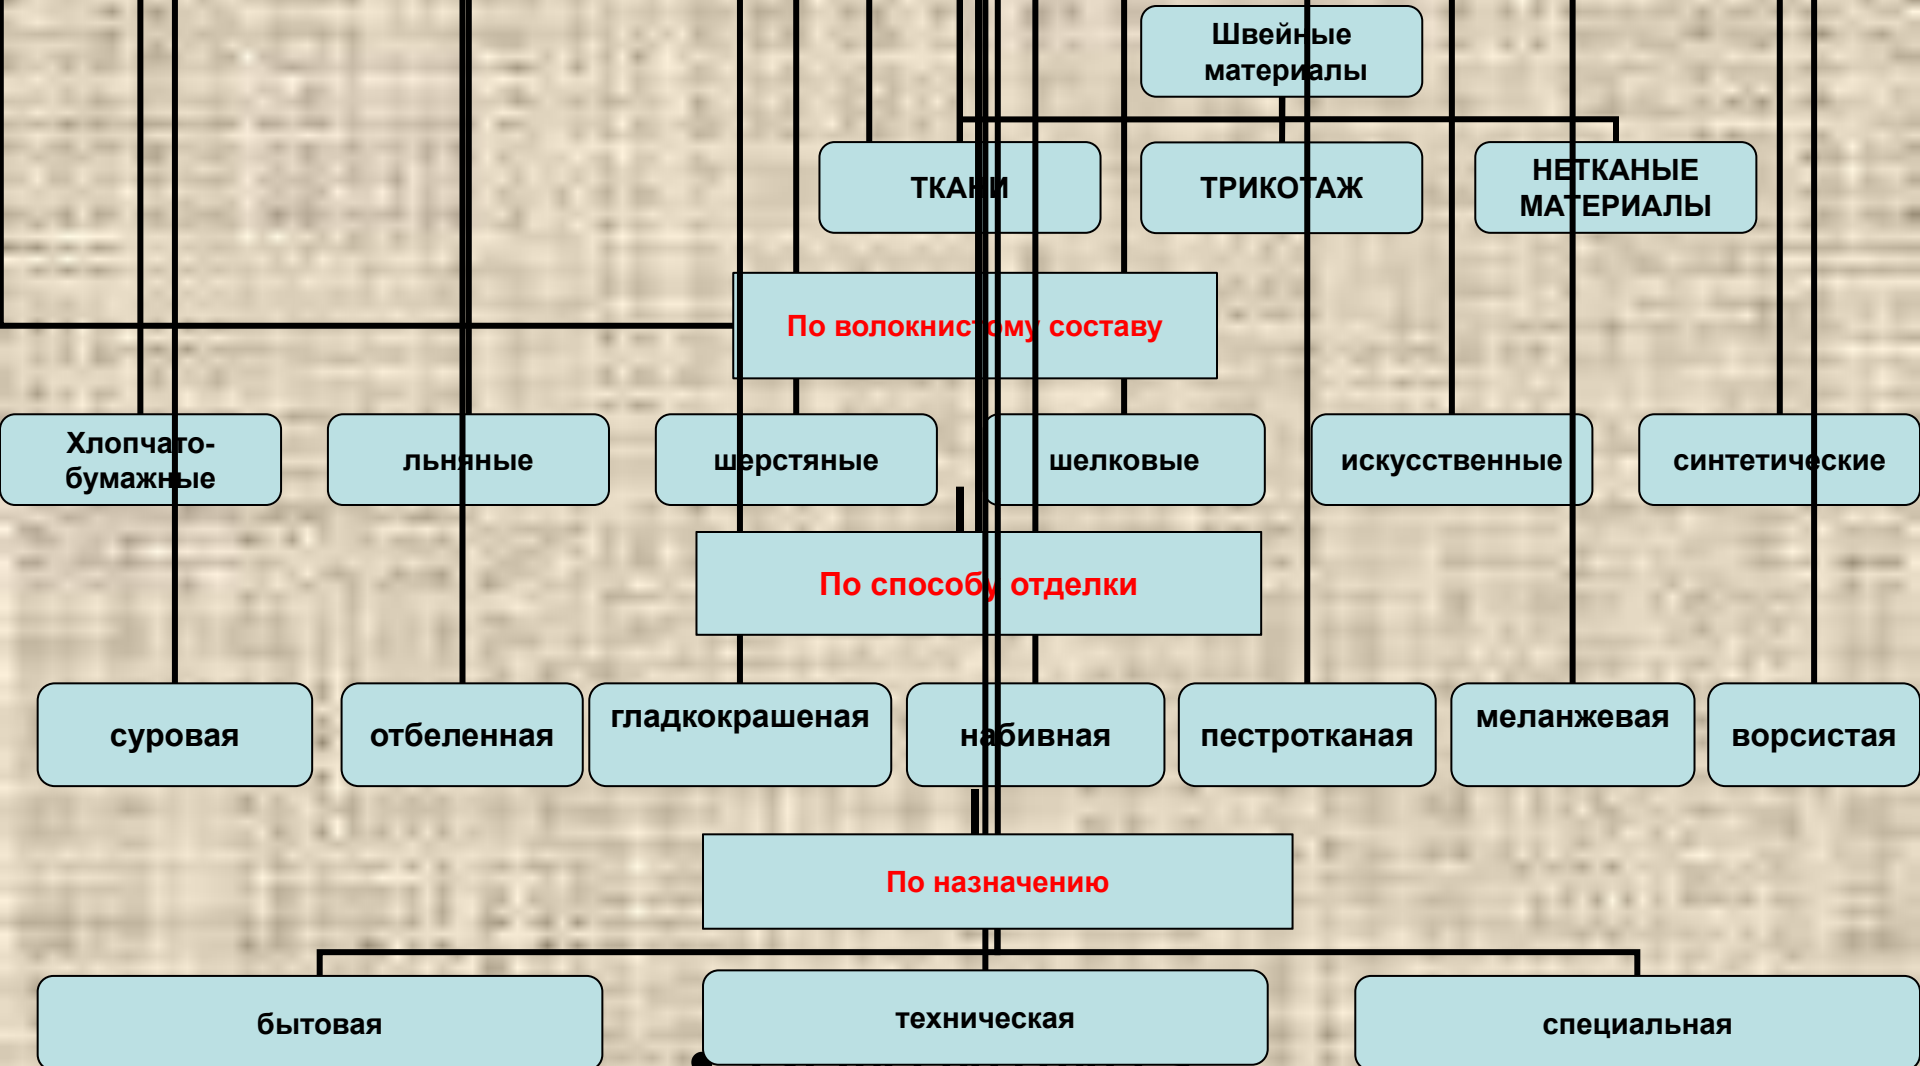 Швейные
материалы
ТКАНИ
ТРИКОТАЖ
НЕТКАНЫЕ
МАТЕРИАЛЫ
По волокнистому составу
Хлопчато-
бумажные
льняные
шерстяные
шелковые
искусственные
синтетические
По способу отделки
суровая
отбеленная
гладкокрашеная
набивная
пестротканая
меланжевая
ворсистая
По назначению
бытовая
техническая
специальная